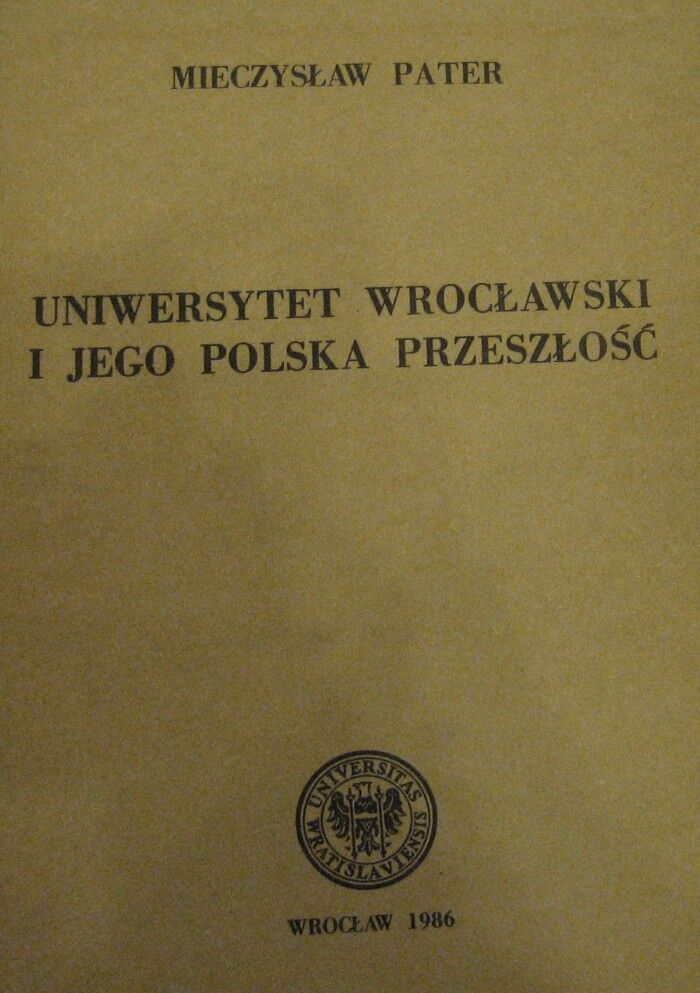 MIECZYSŁAW PATER
UNIWERSYTET WROCŁAWSKI
I JEGO POLSKA PRZESZŁOŚĆ
UNIVERSITAS
WRATISLAVIENSIS
WROCŁAW 1986